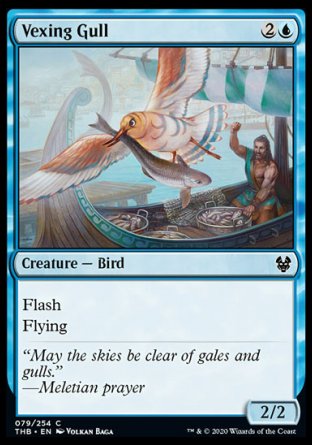 Vexing Gull 2
Creature — Bird
Flash
Flying
“May the skies be clear of gales and
gulls.”
—Meletian prayer
2/2
079/254 C
THB • EN VOLKAN BAGA
™ & © 2020 Wizards of the Coast